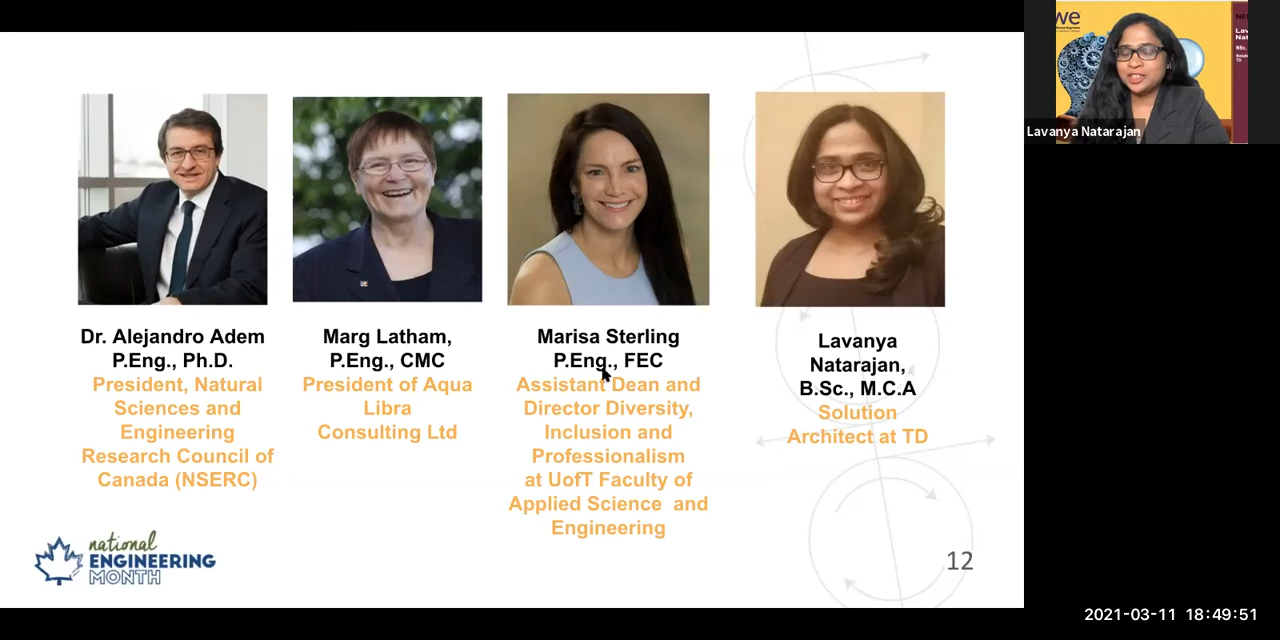 Dr. Alejandro Adem
P.Eng., Ph.D.
President, Natural
Sciences and
Engineering
Research Council of
Canada (NSERC)
Marg Latham,
P.Eng., CMC
President of Aqua
Libra
Consulting Ltd
Marisa Sterling
P.Eng., FEC
Assistant Dean and
Director Diversity,
Inclusion and
Professionalism
at UofT Faculty of
Applied Science and
Engineering
Lavanya
Natarajan,
B.Sc., M.C.A
Solution
Architect at TD
national
ENGINEERING
MONTH
12
we
Lavanya Natarajan
2021-03-11 18:49:51